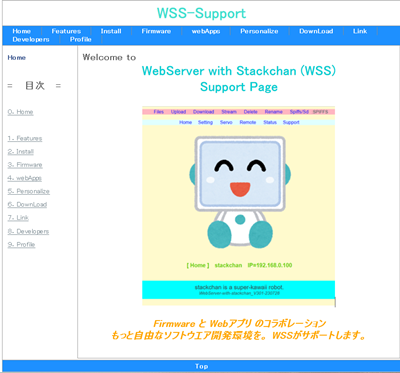 WSS-Support
Home Features Install Firmware webApps Personalize DownLoad Link
Developers Profile
Home
= 目次 =
0. Home
1. Features
2. Install
3. Firmware
4. webApps
5. Personalize
6. DownLoad
7. Link
8. Developers
9. Profile
Welcome to
WebServer with Stackchan (WSS)
Support Page
Files Upload Download Stream Delete Rename Spiffs/Sd SPIFFS
Home Setting Servo Remote Status Support
[ Home ] stackchan IP=192.168.0.100
stackchan is a super-kawaii robot.
Firmware と Webアプリ のコラボレーション
もっと自由なソフトウエア開発環境を。WSSがサポートします。
Top